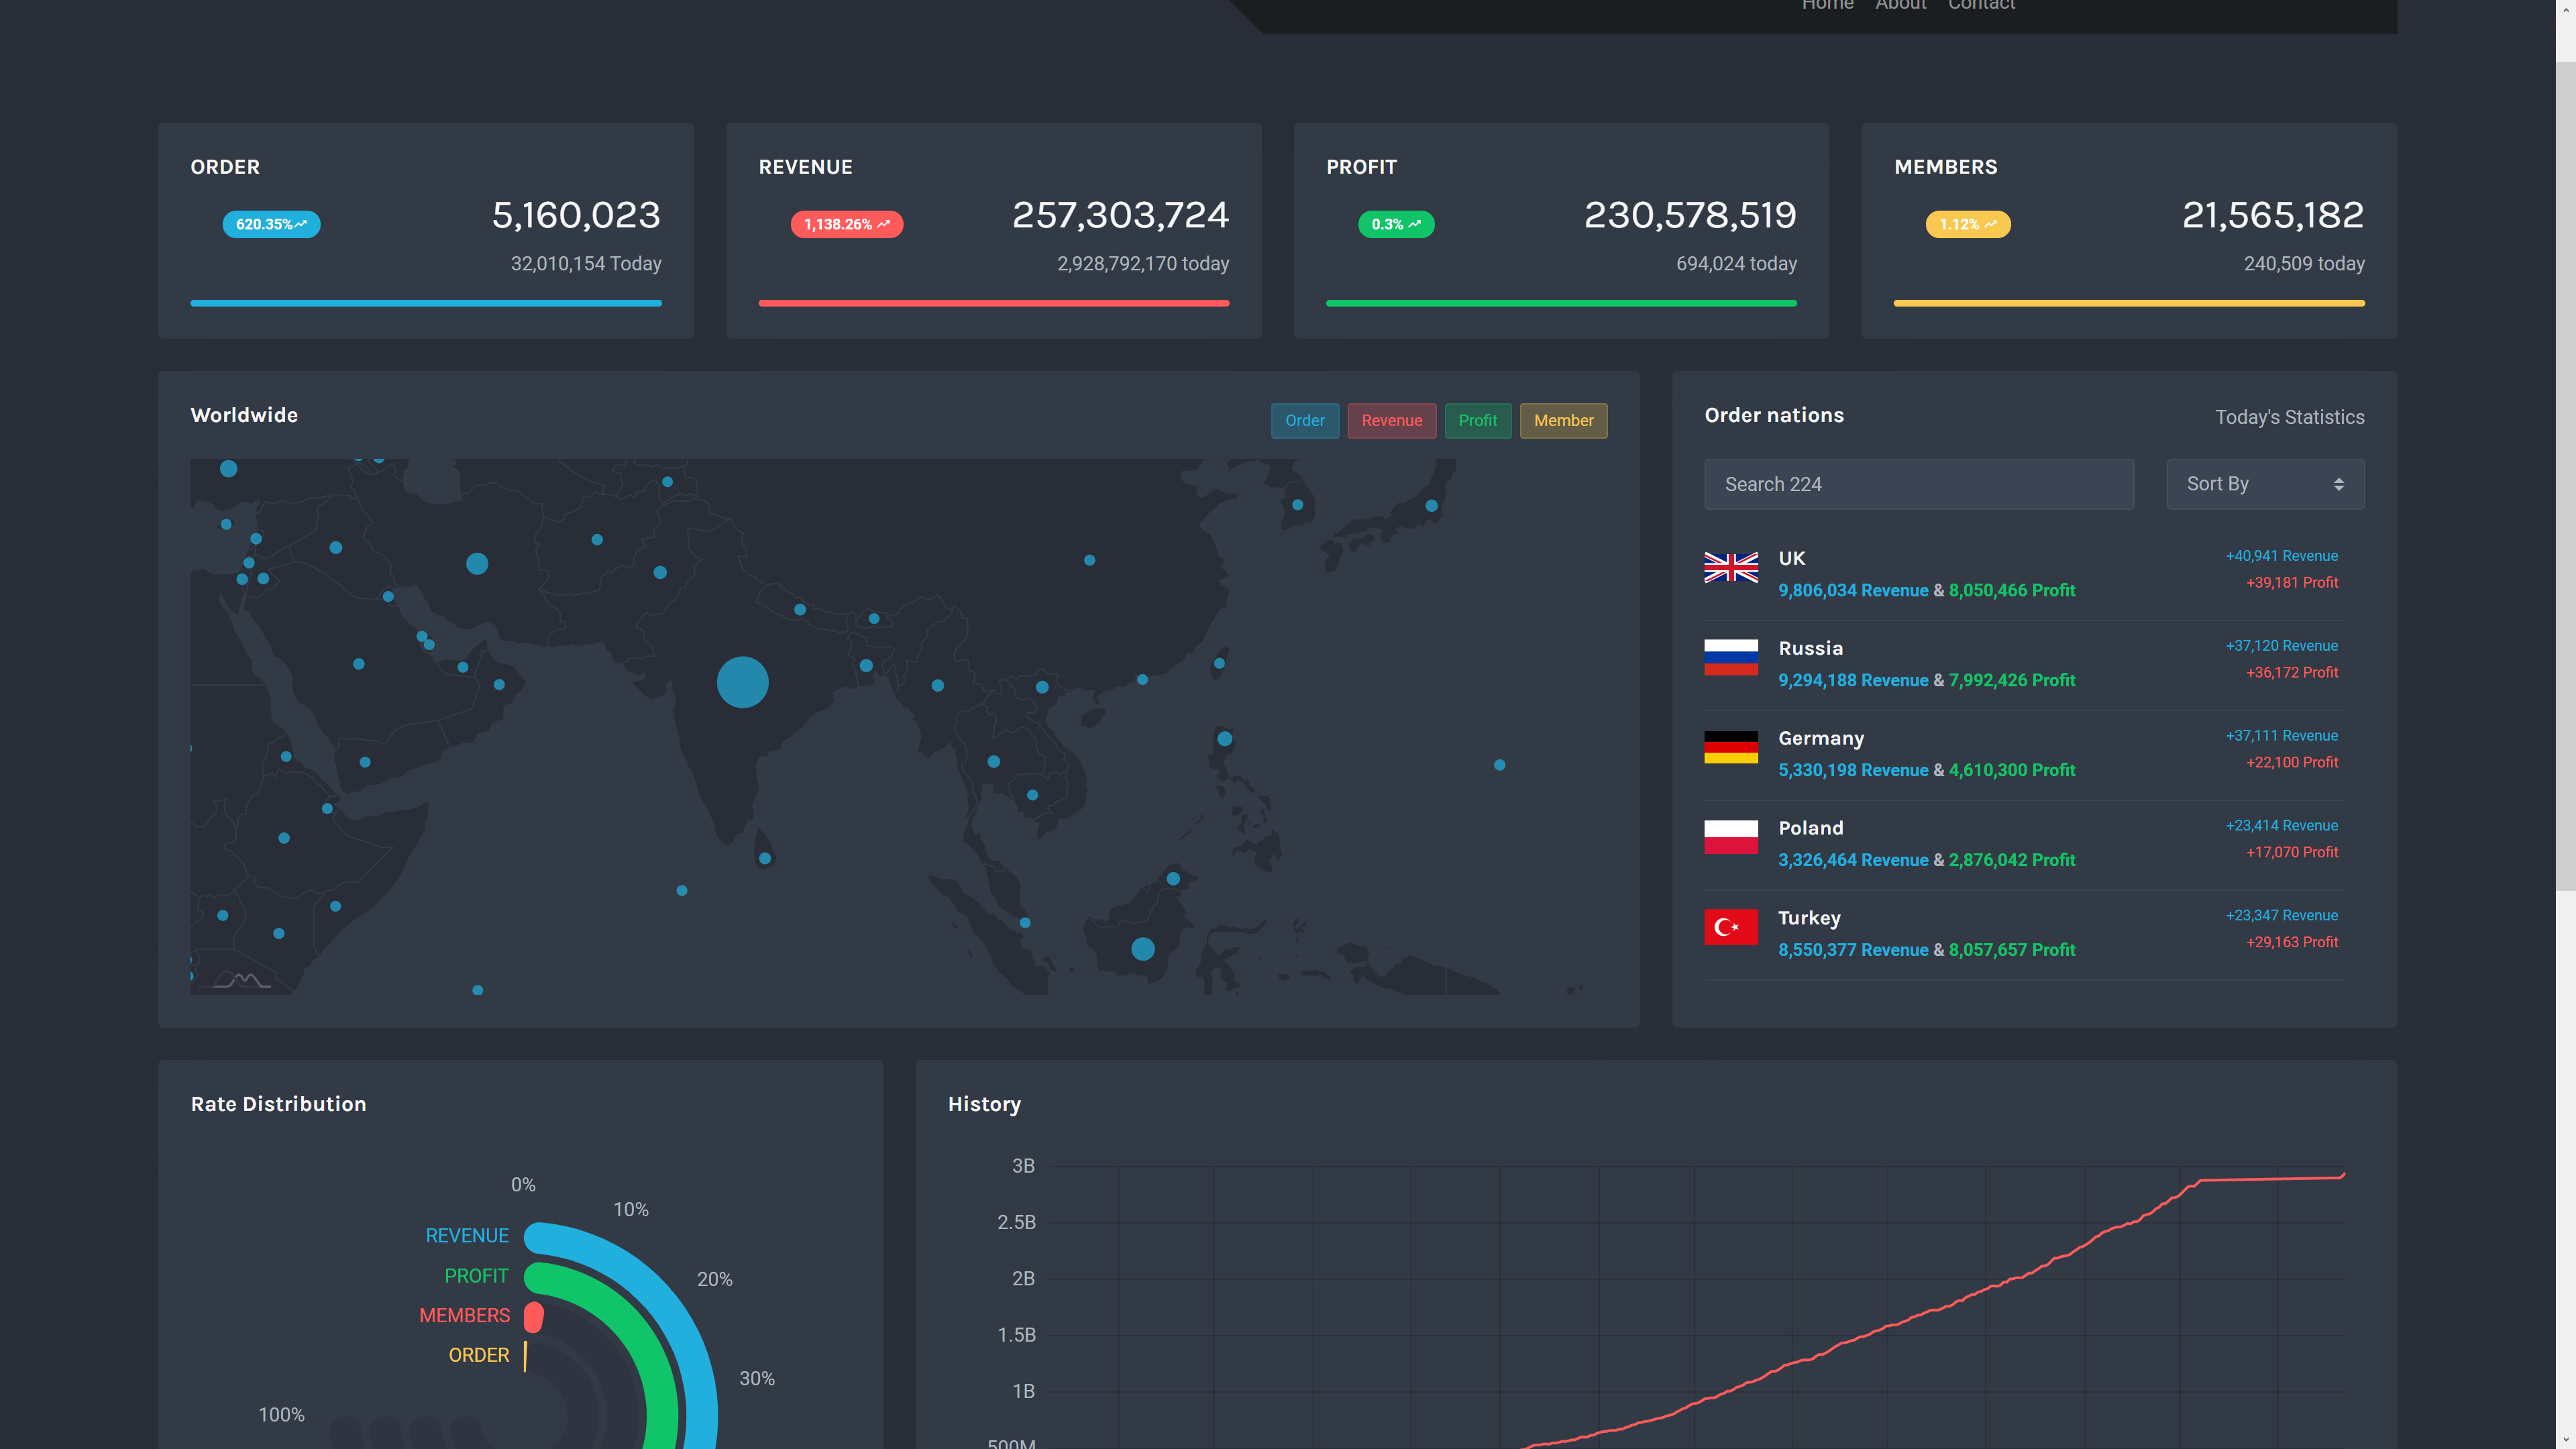 Home About Contact
ORDER
620.35%
5,160,023
32,010,154 Today
REVENUE
1,138.26%
257,303,724
2,928,792,170 today
PROFIT
0.3%
230,578,519
694,024 today
MEMBERS
1.12%
21,565,182
240,509 today
Worldwide
Order Revenue Profit Member
Order nations
Today's Statistics
Search 224
Sort By
UK
9,806,034 Revenue & 8,050,466 Profit
+40,941 Revenue
+39,181 Profit
Russia
9,294,188 Revenue & 7,992,426 Profit
+37,120 Revenue
+36,172 Profit
Germany
5,330,198 Revenue & 4,610,300 Profit
+37,111 Revenue
+22,100 Profit
Poland
3,326,464 Revenue & 2,876,042 Profit
+23,414 Revenue
+17,070 Profit
Turkey
8,550,377 Revenue & 8,057,657 Profit
+23,347 Revenue
+29,163 Profit
Rate Distribution
0%
10%
20%
30%
100%
REVENUE
PROFIT
MEMBERS
ORDER
History
3B
2.5B
2B
1.5B
1B
500M